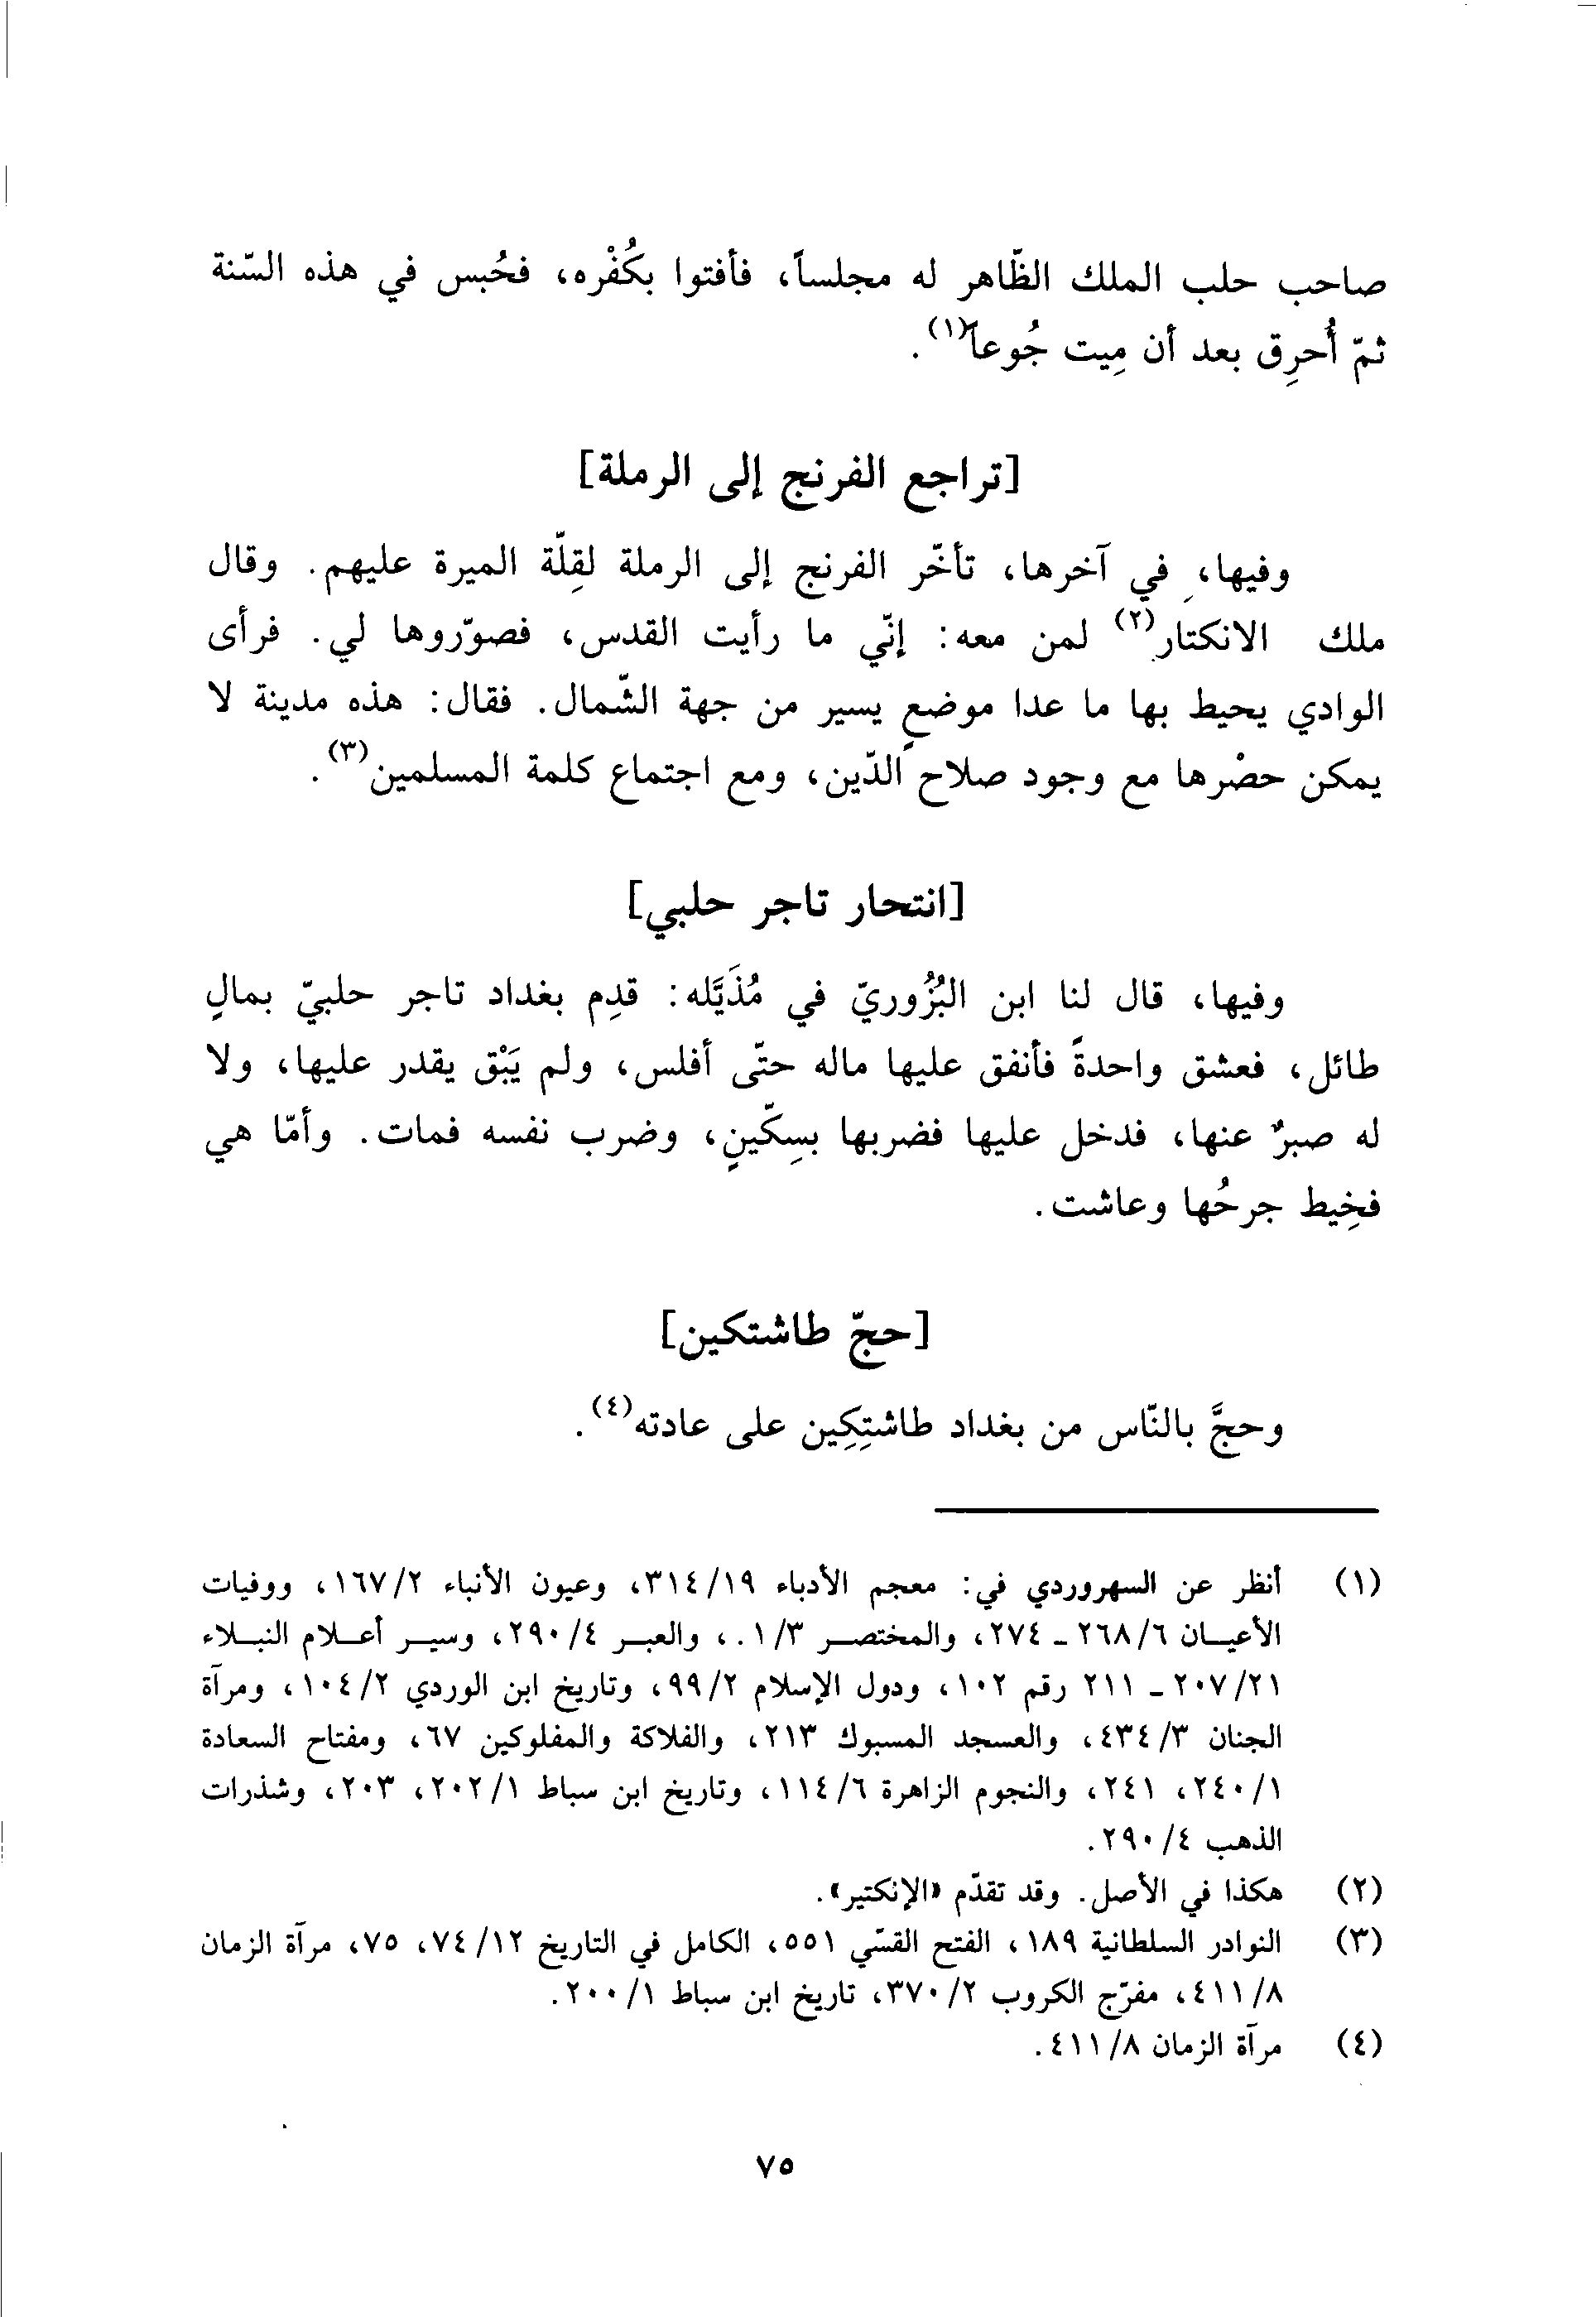 صاحب حلب الملك الظّاهر له مجلساً، فأفتوا بكُفْره، فحُبس في هذه السّنة
ثمّ أُحرِق بعد أن مِيت جُوعاً(١).
[تراجع الفرنج إلى الرملة]
وفيها، في آخرها، تأخّر الفرنج إلى الرملة لقِلّة الميرة عليهم. وقال
ملك الانكتار(٢) لمن معه: إنّي ما رأيت القدس، فصوّروها لي. فرأى
الوادي يحيط بها ما عدا موضعٍ يسير من جهة الشّمال. فقال: هذه مدينة لا
يمكن حصْرها مع وجود صلاح الدّين، ومع اجتماع كلمة المسلمين(٣).
[انتحار تاجر حلبي]
وفيها، قال لنا ابن البُزُوريّ في مُذَيَّله: قدِم بغداد تاجر حلبيّ بمالٍ
طائل، فعشق واحدةً فأنفق عليها ماله حتّى أفلس، ولم يَبْق يقدر عليها، ولا
له صبرٌ عنها، فدخل عليها فضربها بسِكّينٍ، وضرب نفسه فمات. وأمّا هي
فخِيط جرحُها وعاشت.
[حجّ طاشتكين]
وحجَّ بالنّاس من بغداد طاشتِكِين على عادته(٤).
(١) أنظر عن السهروردي في: معجم الأدباء ٣١٤/١٩، وعيون الأنباء ١٦٧/٢، ووفيات
الأعيان ٢٦٨/٦ - ٢٧٤، والمختصر ١/٣.، والعبر ٢٩٠/٤، وسير أعلام النبلاء
٢٠٧/٢١ - ٢١١ رقم ١٠٢، ودول الإسلام ٩٩/٢، وتاريخ ابن الوردي ١٠٤/٢، ومرآة
الجنان ٤٣٤/٣، والعسجد المسبوك ٢١٣، والفلاكة والمفلوكين ٦٧، ومفتاح السعادة
٢٤٠/١، ٢٤١، والنجوم الزاهرة ١١٤/٦، وتاريخ ابن سباط ٢٠٢/١، ٢٠٣، وشذرات
الذهب ٢٩٠/٤.
(٢) هكذا في الأصل. وقد تقدّم «الإنكتير».
(٣) النوادر السلطانية ١٨٩، الفتح القسّي ٥٥١، الكامل في التاريخ ٧٤/١٢، ٧٥، مرآة الزمان
٤١١/٨، مفرّج الكروب ٣٧٠/٢، تاريخ ابن سباط ٢٠٠/١.
(٤) مرآة الزمان ٤١١/٨.
٧٥